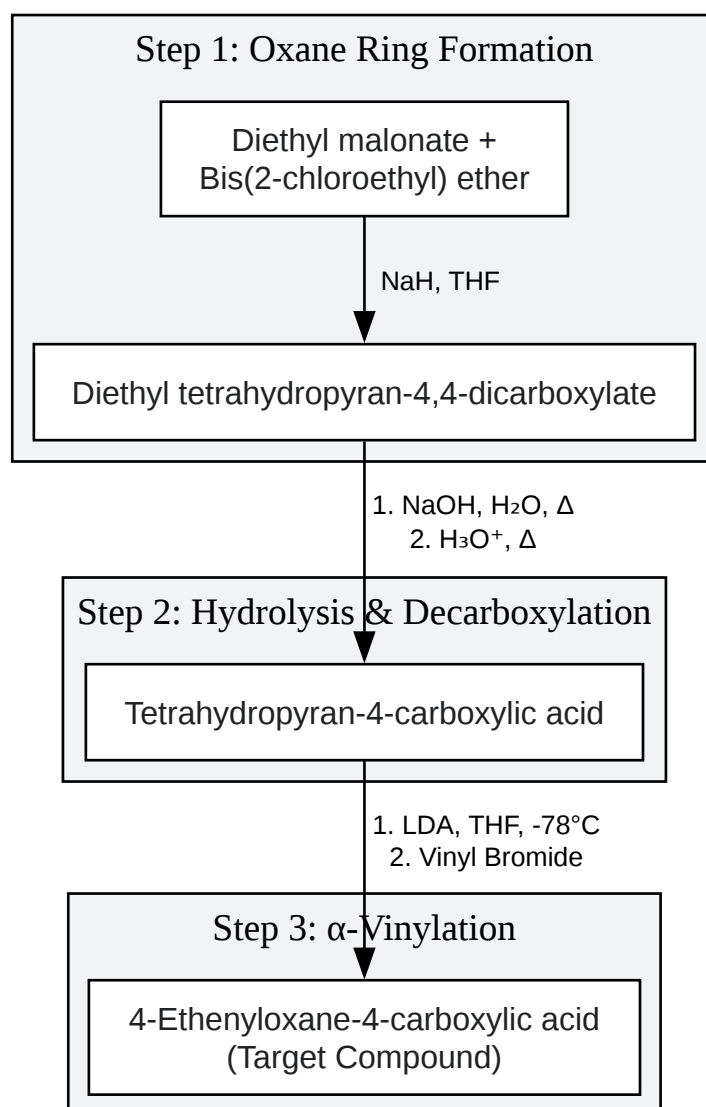 Step 1: Oxane Ring Formation
Diethyl malonate +
Bis(2-chloroethyl) ether
NaH, THF
Diethyl tetrahydropyran-4,4-dicarboxylate
1. NaOH, H₂O, Δ
2. H₃O⁺, Δ
Step 2: Hydrolysis & Decarboxylation
Tetrahydropyran-4-carboxylic acid
1. LDA, THF, -78°C
2. Vinyl Bromide
Step 3: α-Vinylation
4-Ethenyloxane-4-carboxylic acid
(Target Compound)